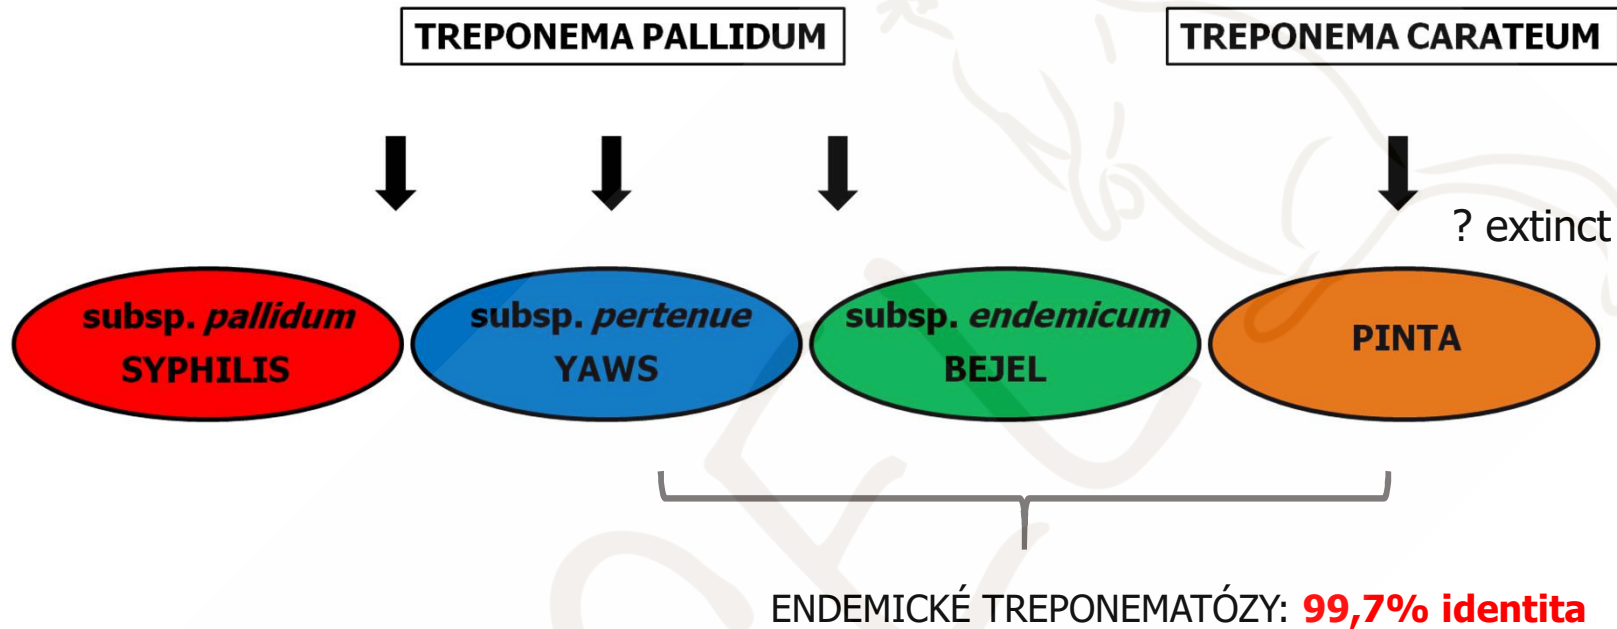 TREPONEMA PALLIDUM
TREPONEMA CARATEUM
? extinct
subsp. pallidum
SYPHILIS
subsp. pertenue
YAWS
subsp. endemicum
BEJEL
PINTA
ENDEMICKÉ TREPONEMATÓZY: 99,7% identita